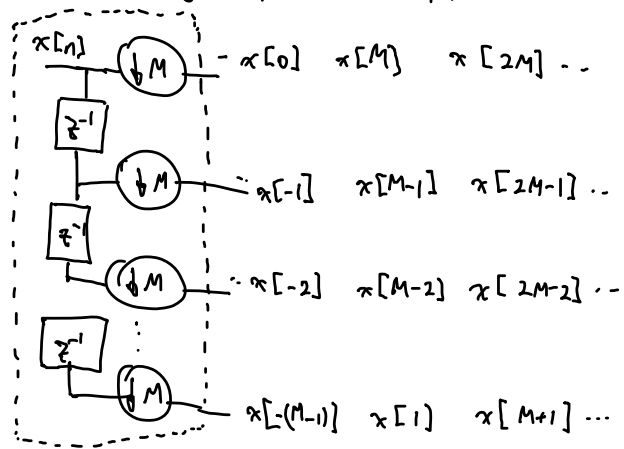 x[n] ↓M x[0] x[M] x[2M] ..
z⁻¹
↓M x[-1] x[M-1] x[2M-1] ..
z⁻¹
↓M x[-2] x[M-2] x[2M-2] ..
z⁻¹
↓M x[-(M-1)] x[1] x[M+1] ...